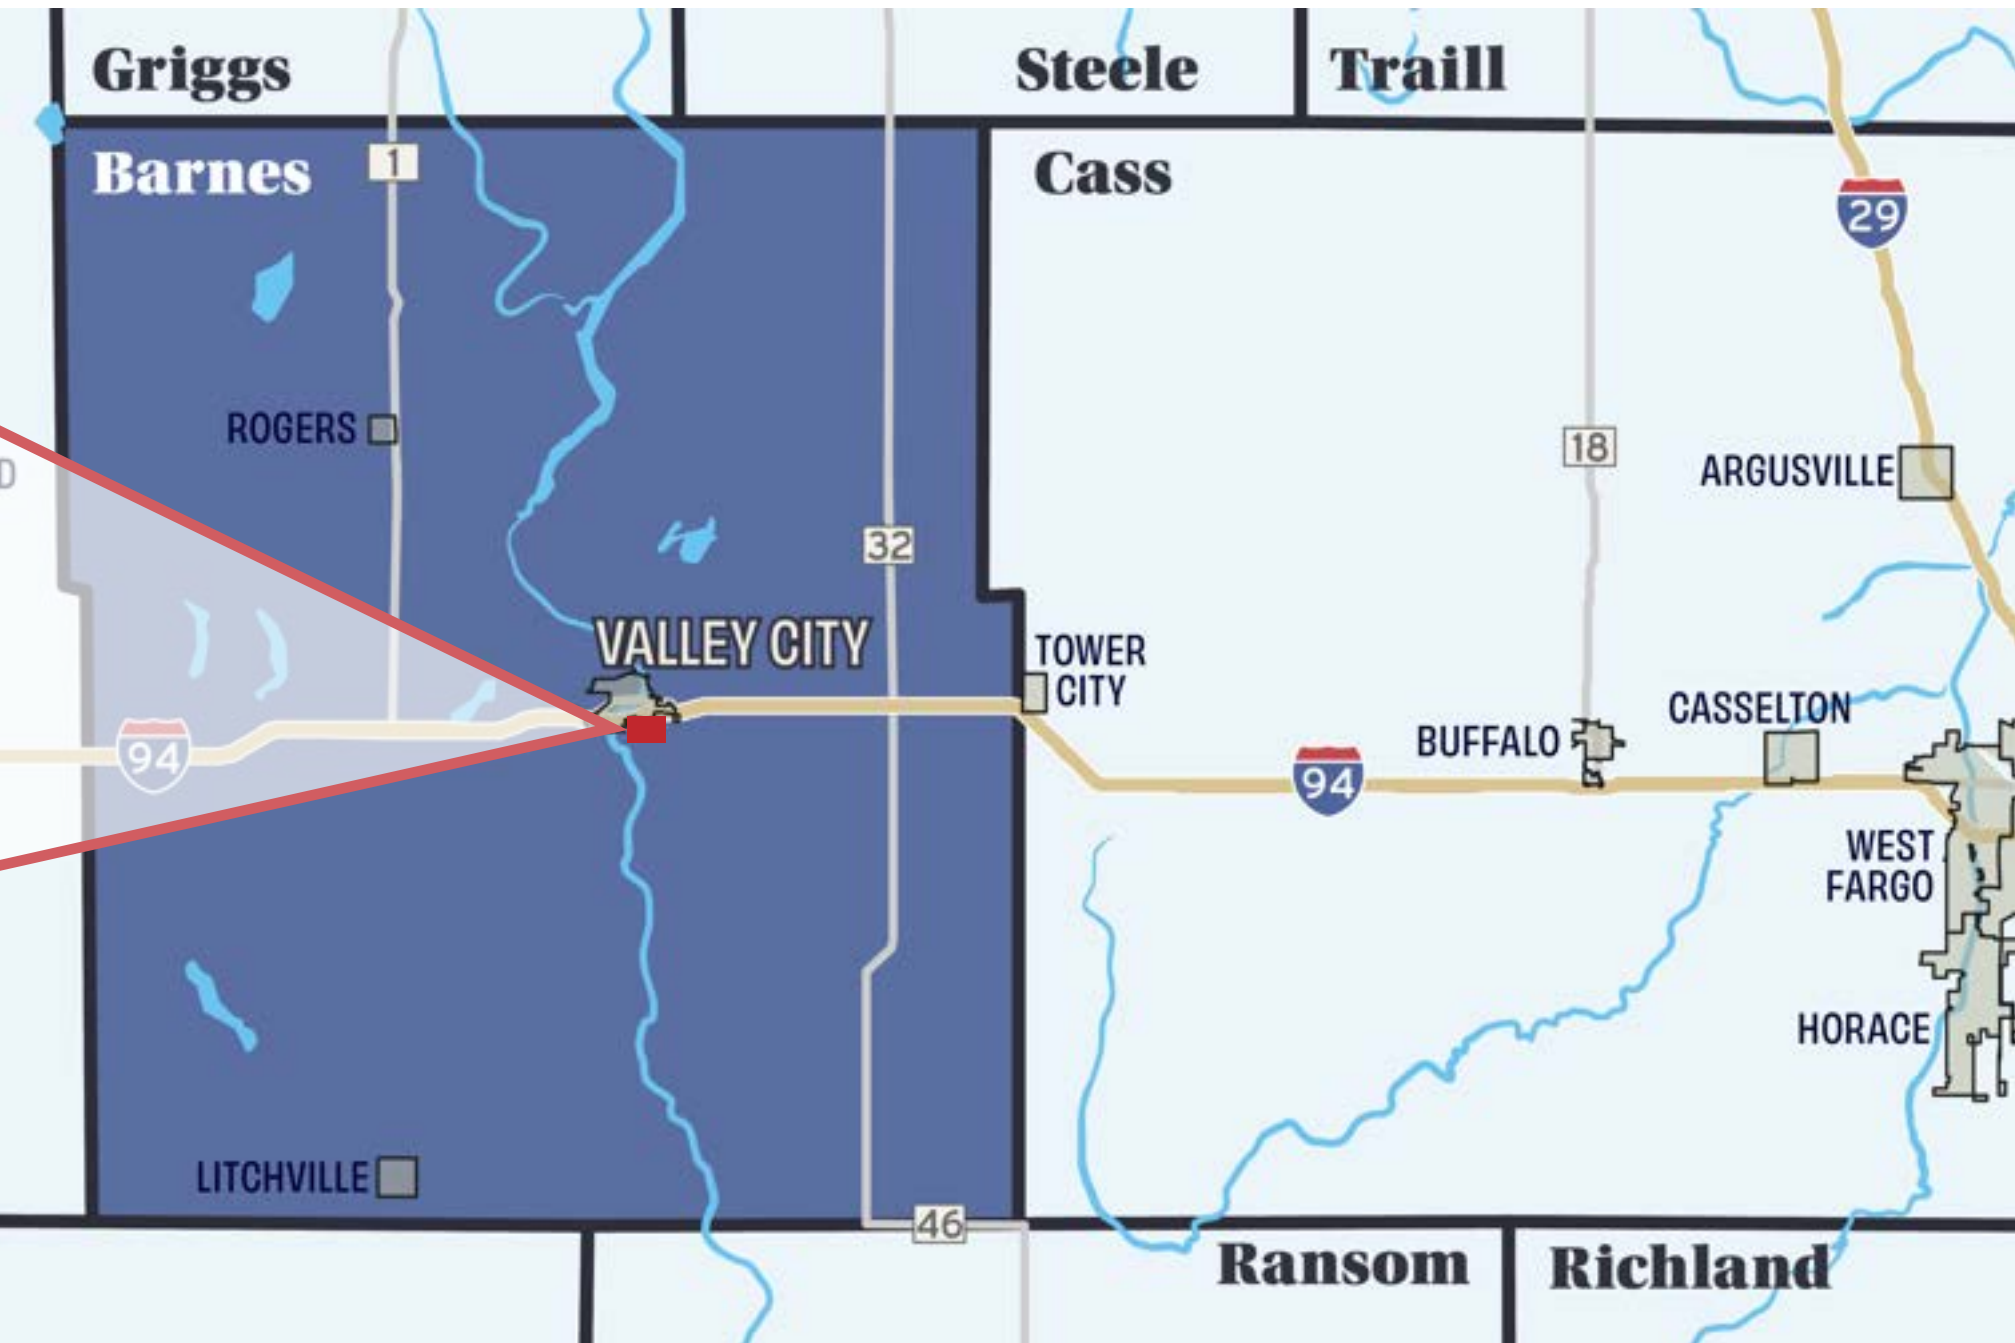 Griggs
Steele
Traill
Barnes
1
Cass
29
ROGERS
D
18
ARGUSVILLE
32
VALLEY CITY
TOWER
CITY
CASSELTON
BUFFALO
94
94
WEST
FARGO
HORACE
LITCHVILLE
46
Ransom
Richland